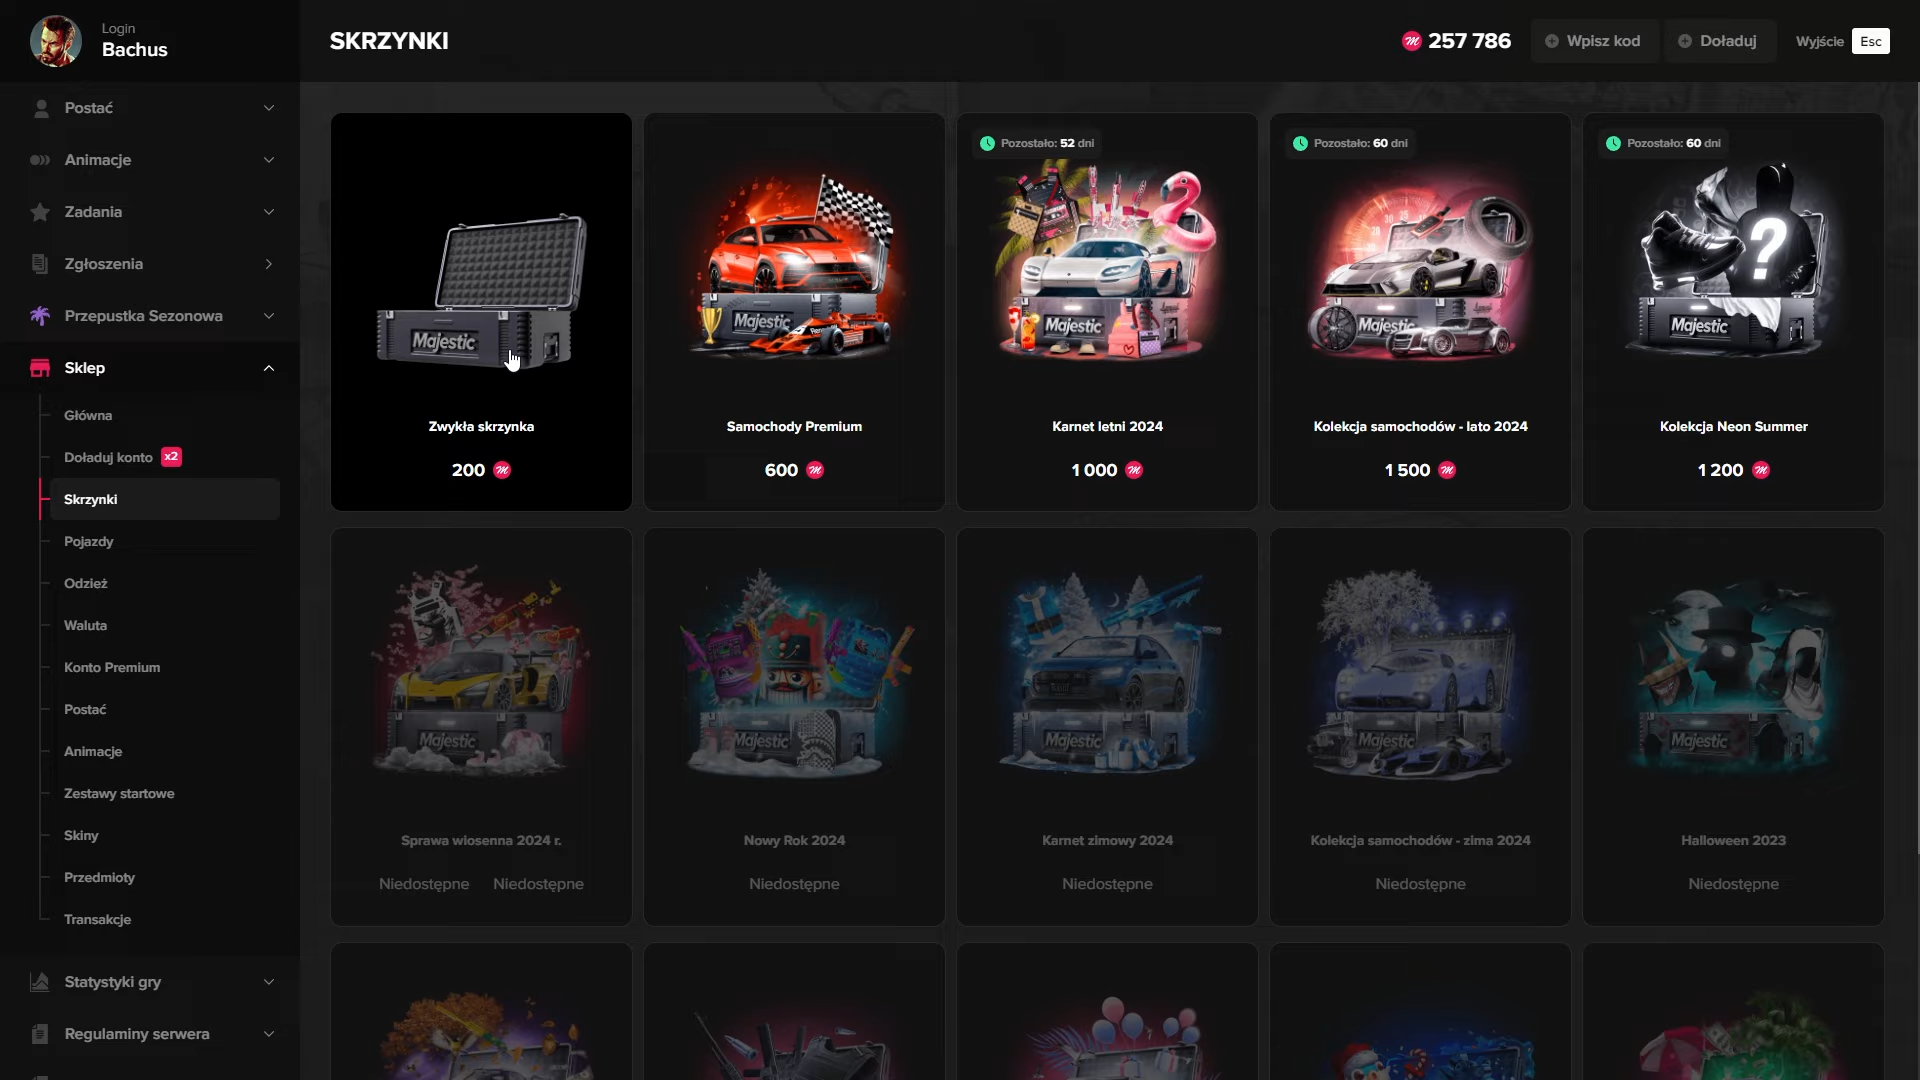 Login
Bachus
SKRZYNKI
257 786
Wpisz kod
Doładuj
Wyjście
Esc
Postać
Animacje
Zadania
Zgłoszenia
Przepustka Sezonowa
Sklep
Główna
Doładuj konto x2
Skrzynki
Pojazdy
Odzież
Waluta
Konto Premium
Postać
Animacje
Zestawy startowe
Skiny
Przedmioty
Transakcje
Statystyki gry
Regulaminy serwera
Majestic
Zwykła skrzynka
200
Majestic
Samochody Premium
600
Pozostało: 52 dni
Majestic
Karnet letni 2024
1 000
Pozostało: 60 dni
Majestic
Kolekcja samochodów - lato 2024
1 500
Pozostało: 60 dni
?
Majestic
Kolekcja Neon Summer
1 200
Majestic
Sprawa wiosenna 2024 r.
Niedostępne Niedostępne
Majestic
Nowy Rok 2024
Niedostępne
Majestic
Karnet zimowy 2024
Niedostępne
Majestic
Kolekcja samochodów - zima 2024
Niedostępne
Majestic
Halloween 2023
Niedostępne